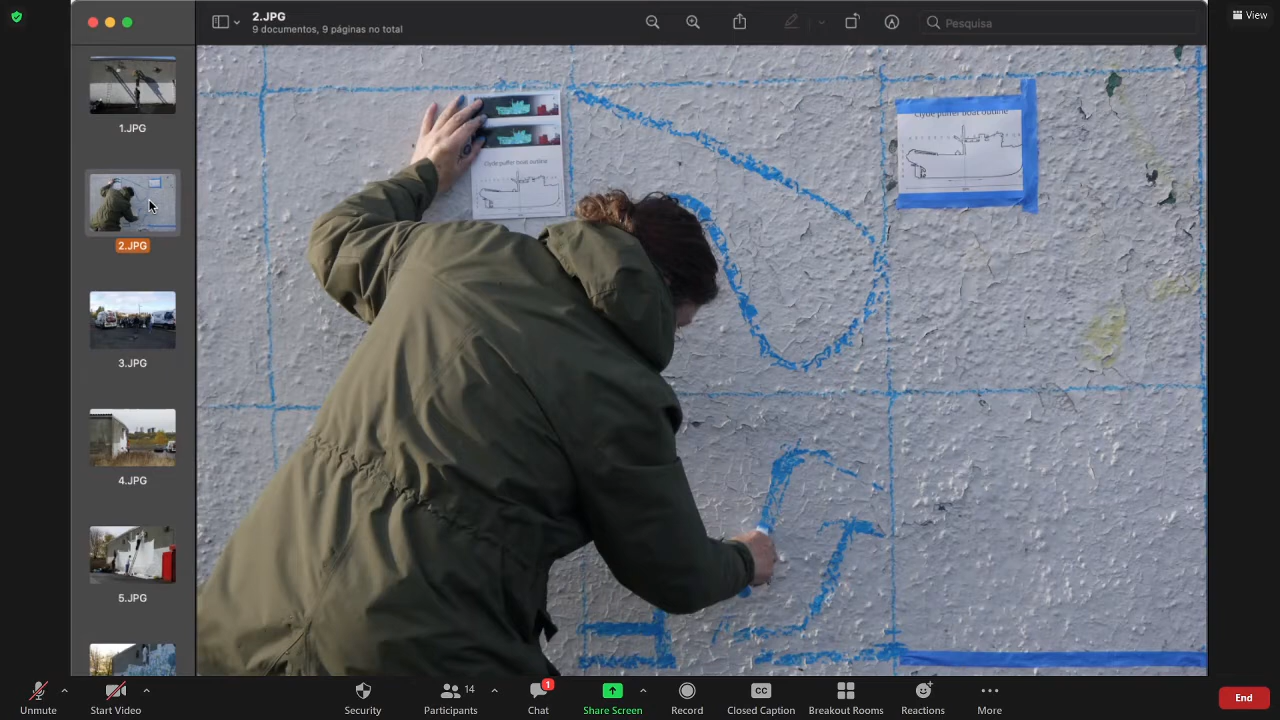 View
2.JPG
9 documentos, 9 páginas no total
Pesquisa
1.JPG
2.JPG
3.JPG
4.JPG
5.JPG
Clyde puffer boat outline
Clyde puffer boat outline
Unmute
Start Video
Security
Participants
14
Chat
1
Share Screen
Record
CC
Closed Caption
Breakout Rooms
Reactions
More
End